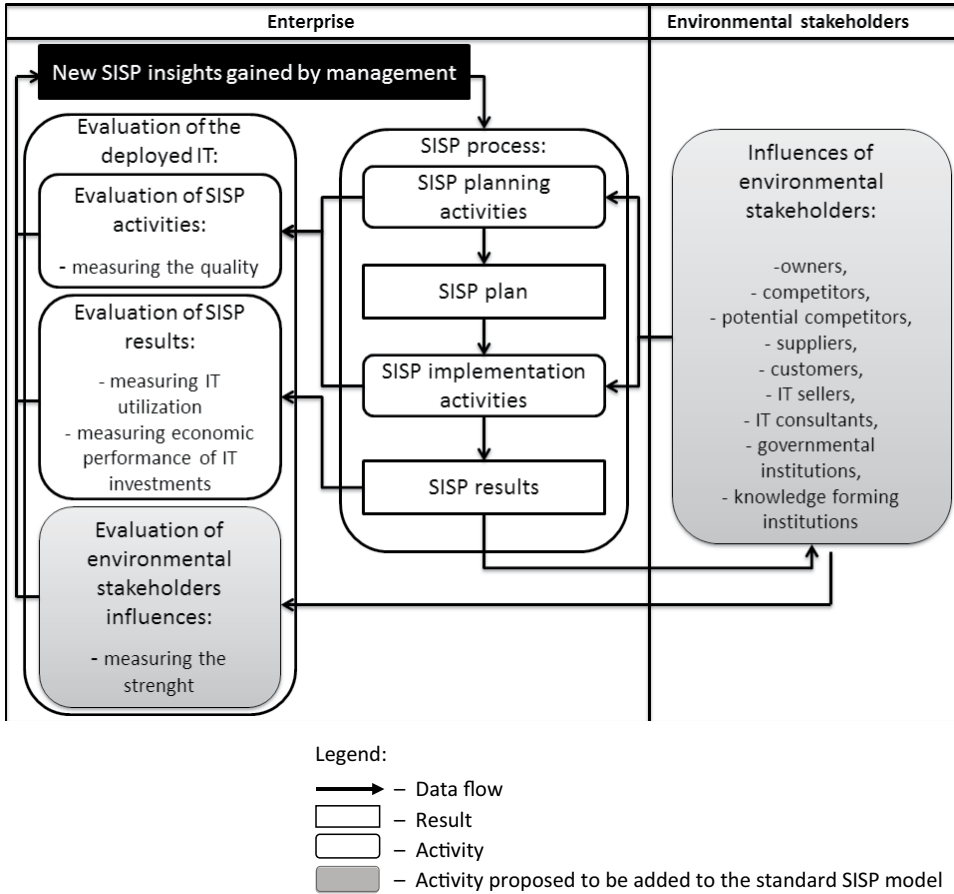 Enterprise
Environmental stakeholders
New SISP insights gained by management
Evaluation of the
deployed IT:
Evaluation of SISP
activities:
- measuring the quality
Evaluation of SISP
results:
- measuring IT
utilization
- measuring economic
performance of IT
investments
Evaluation of
environmental
stakeholders
influences:
- measuring the
strenght
SISP process:
SISP planning
activities
SISP plan
SISP implementation
activities
SISP results
Influences of
environmental
stakeholders:
-owners,
- competitors,
- potential competitors,
- suppliers,
- customers,
- IT sellers,
- IT consultants,
- governmental
institutions,
- knowledge forming
institutions
Legend:
– Data flow
– Result
– Activity
– Activity proposed to be added to the standard SISP model